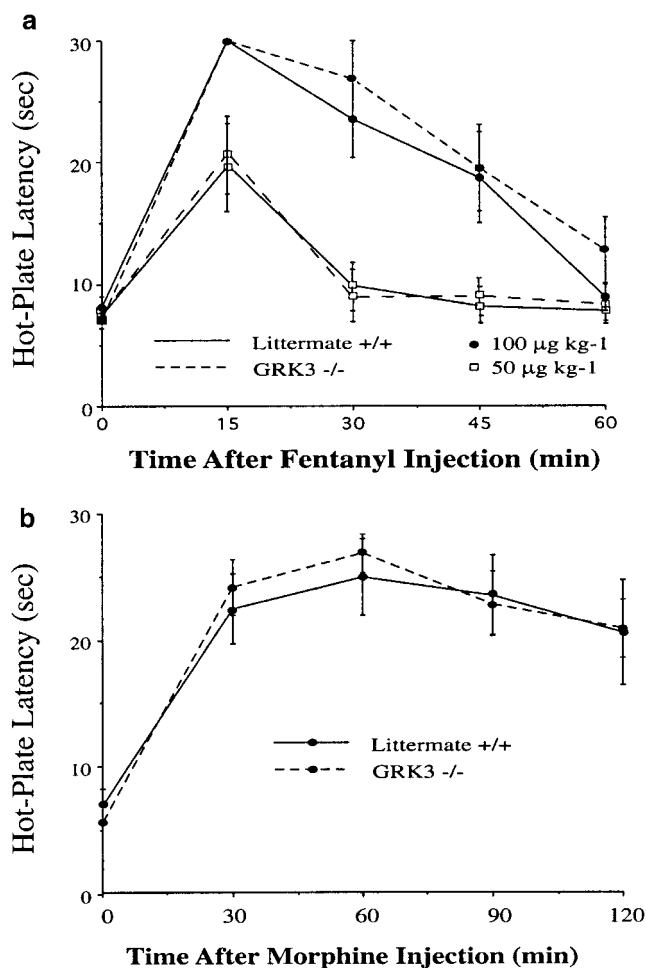 a
Hot-Plate Latency (sec)
30
20
10
0
Littermate +/+
GRK3 -/-
100 µg kg-1
50 µg kg-1
0 15 30 45 60
Time After Fentanyl Injection (min)
b
Hot-Plate Latency (sec)
30
20
10
0
Littermate +/+
GRK3 -/-
0 30 60 90 120
Time After Morphine Injection (min)